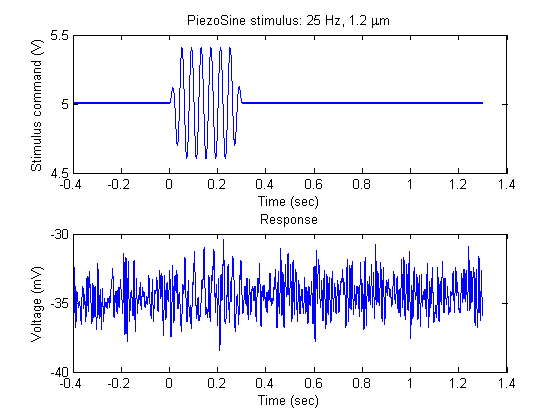 PiezoSine stimulus: 25 Hz, 1.2 µm
5.5
5
4.5
Stimulus command (V)
-0.4 -0.2 0 0.2 0.4 0.6 0.8 1 1.2 1.4
Time (sec)
Response
-30
-35
-40
Voltage (mV)
-0.4 -0.2 0 0.2 0.4 0.6 0.8 1 1.2 1.4
Time (sec)